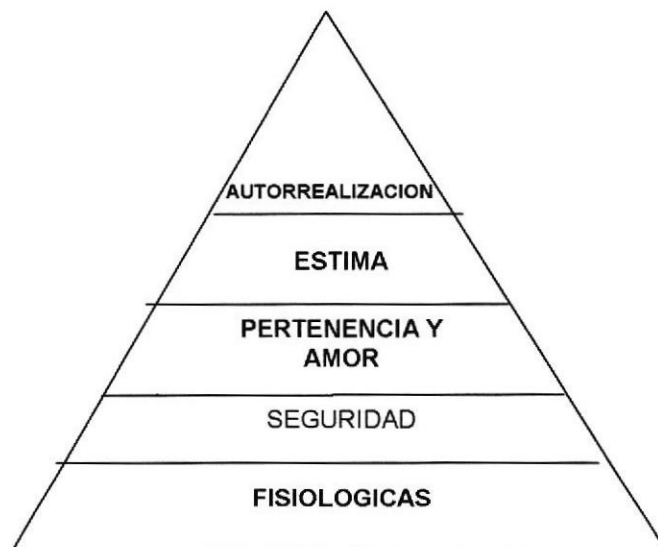 AUTORREALIZACION
ESTIMA
PERTENENCIA Y
AMOR
SEGURIDAD
FISIOLOGICAS